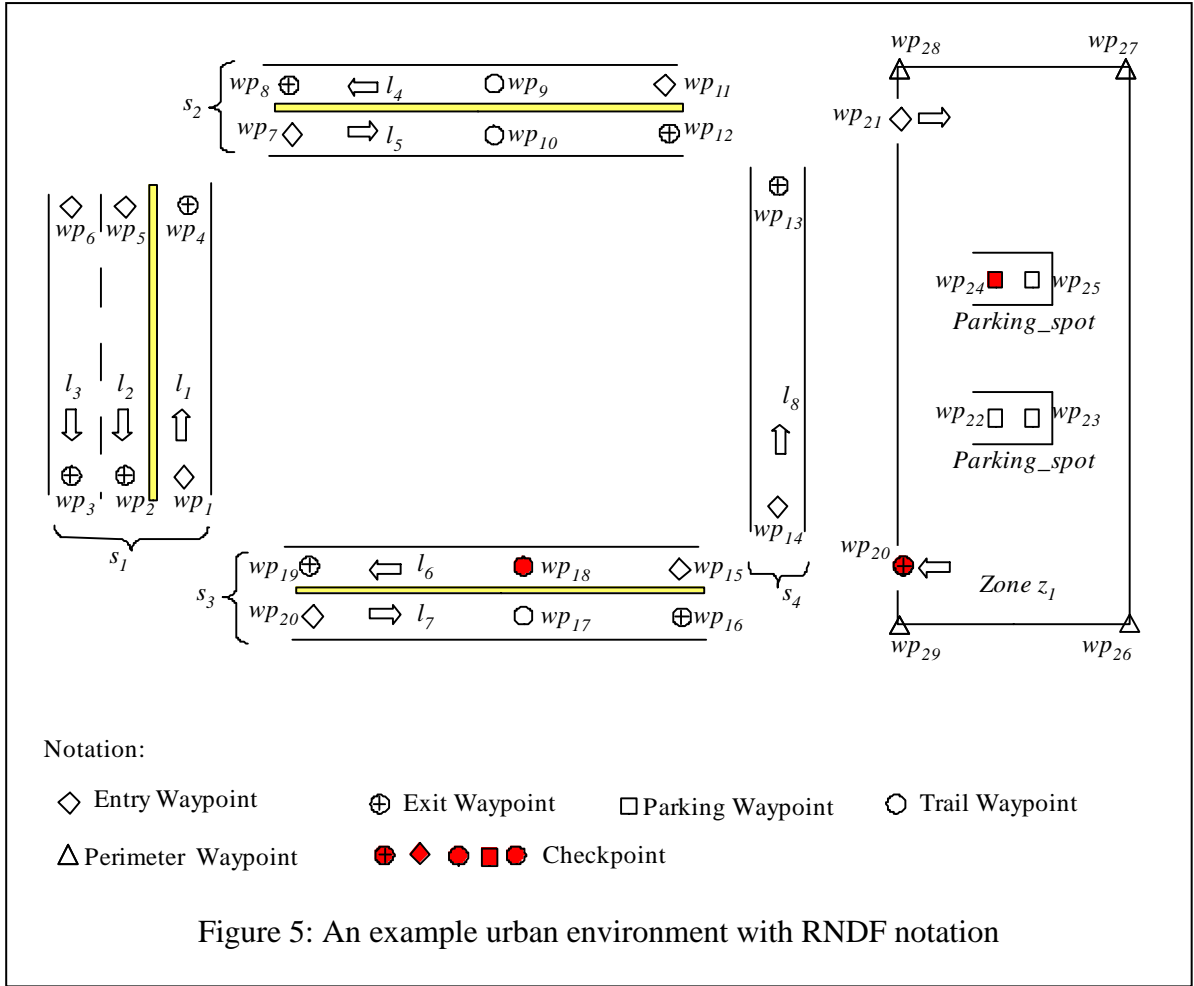 wp28
wp27
wp8
l4
wp9
wp11
s2
wp7
l5
wp10
wp12
wp21
wp6
wp5
wp4
wp13
wp24
wp25
Parking_spot
l3
l2
l1
l8
wp22
wp23
Parking_spot
wp3
wp2
wp1
wp14
s1
wp20
wp19
l6
wp18
wp15
s4
Zone z1
s3
wp20
l7
wp17
wp16
wp29
wp26
Notation:
Entry Waypoint
Exit Waypoint
Parking Waypoint
Trail Waypoint
Perimeter Waypoint
Checkpoint
Figure 5: An example urban environment with RNDF notation